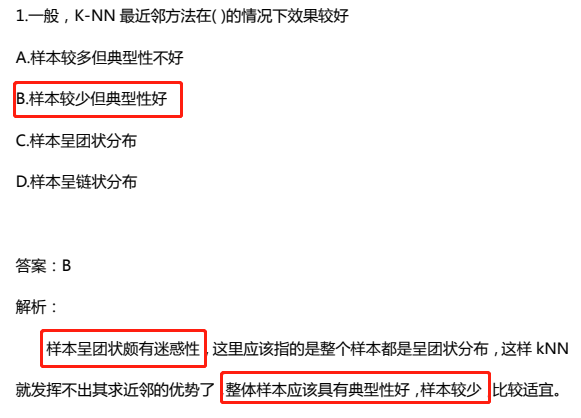 1.一般，K-NN 最近邻方法在( )的情况下效果较好
A.样本较多但典型性不好
B.样本较少但典型性好
C.样本呈团状分布
D.样本呈链状分布
答案：B
解析：
样本呈团状颇有迷惑性，这里应该指的是整个样本都是呈团状分布，这样 kNN
就发挥不出其求近邻的优势了，整体样本应该具有典型性好，样本较少，比较适宜。